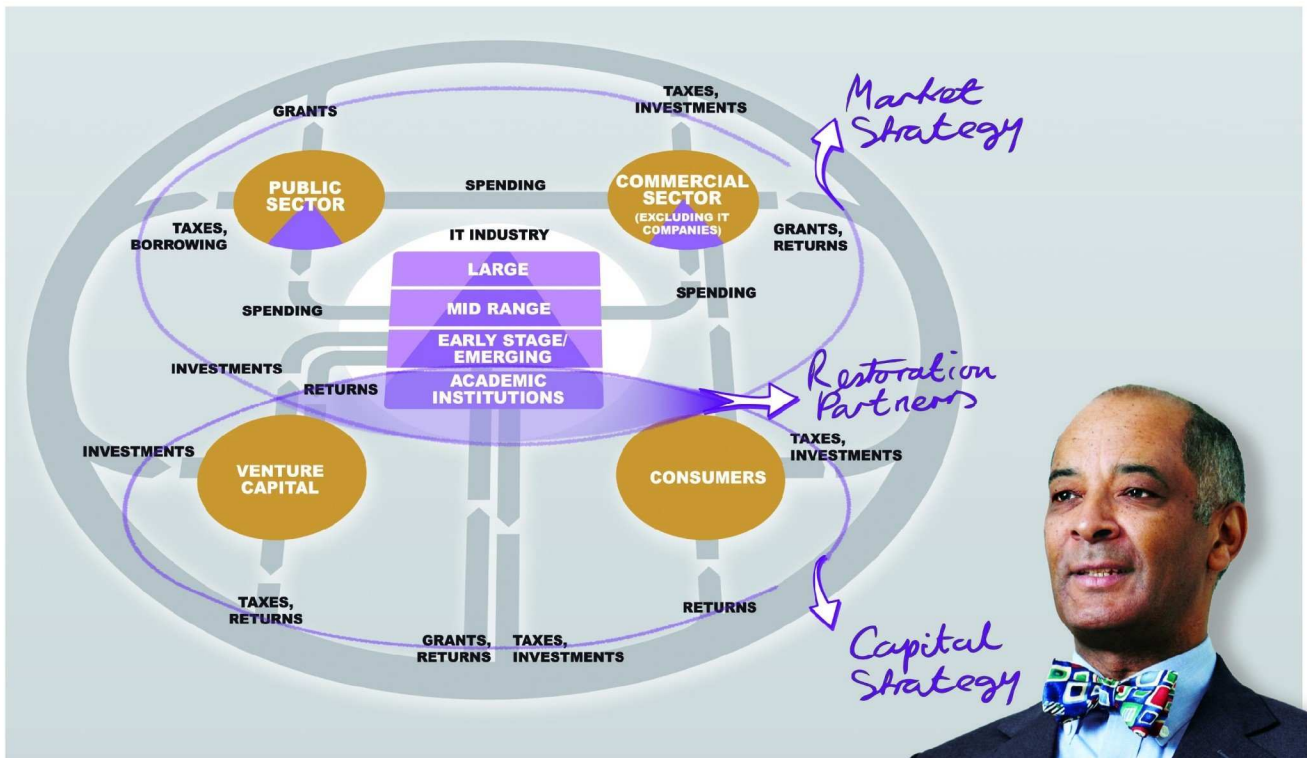 GRANTS
TAXES,
INVESTMENTS
Market
Strategy
PUBLIC
SECTOR
SPENDING
COMMERCIAL
SECTOR
(EXCLUDING IT
COMPANIES)
TAXES,
BORROWING
IT INDUSTRY
GRANTS,
RETURNS
LARGE
SPENDING
MID RANGE
SPENDING
EARLY STAGE/
EMERGING
INVESTMENTS
RETURNS
ACADEMIC
INSTITUTIONS
Restoration
Partners
INVESTMENTS
VENTURE
CAPITAL
CONSUMERS
TAXES,
INVESTMENTS
TAXES,
RETURNS
GRANTS,
RETURNS
TAXES,
INVESTMENTS
RETURNS
Capital
Strategy